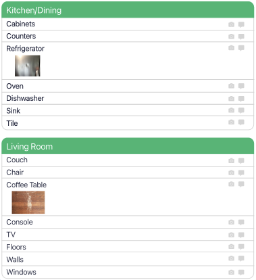 Kitchen/Dining
Cabinets
Counters
Refrigerator
Oven
Dishwasher
Sink
Tile
Living Room
Couch
Chair
Coffee Table
Console
TV
Floors
Walls
Windows